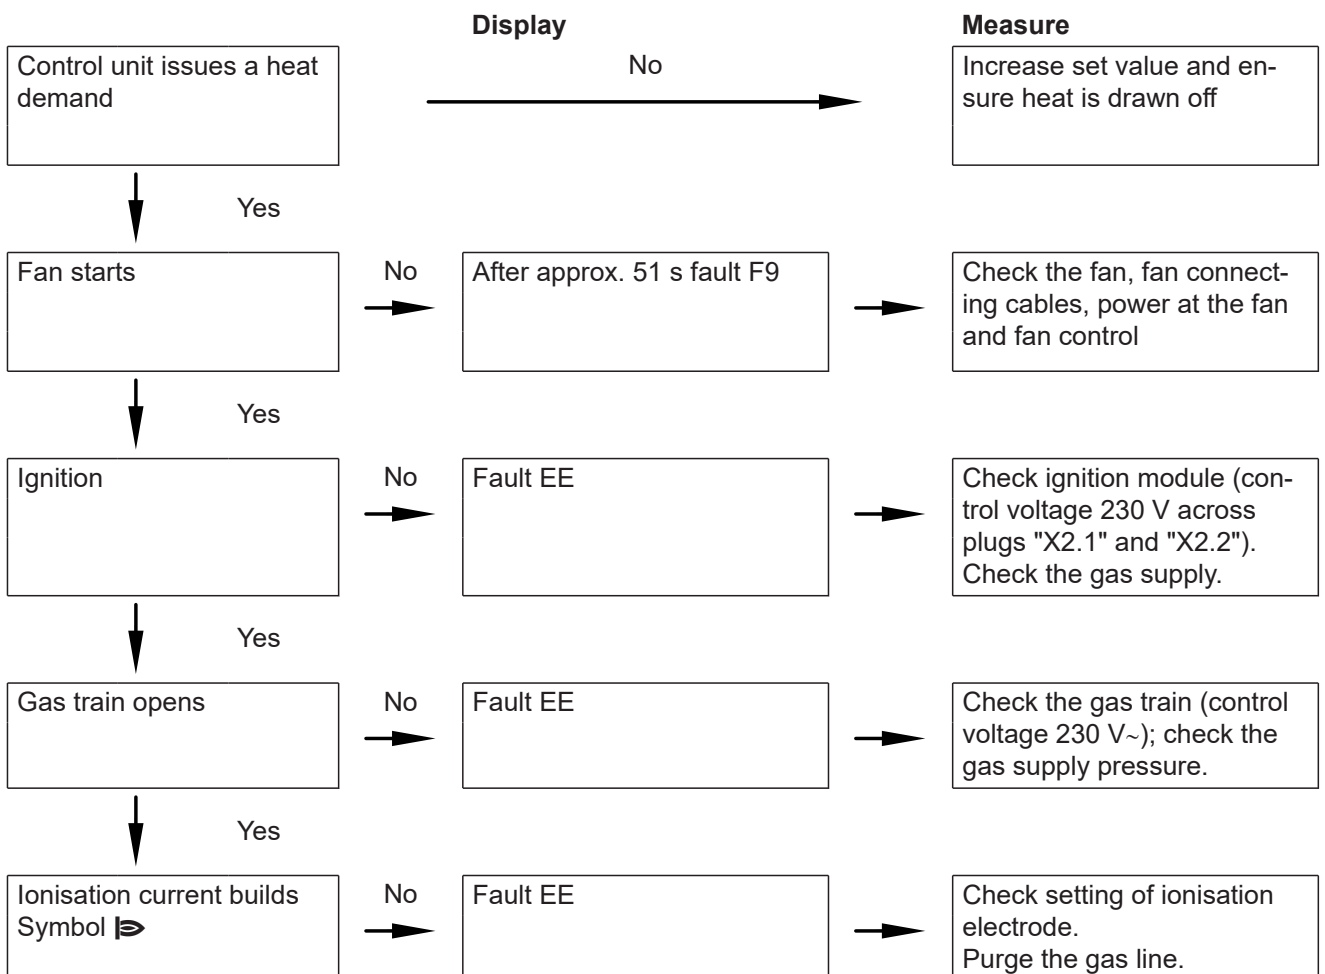 Display
Measure
Control unit issues a heat
demand
No
Increase set value and en-
sure heat is drawn off
Yes
Fan starts
No
After approx. 51 s fault F9
Check the fan, fan connect-
ing cables, power at the fan
and fan control
Yes
Ignition
No
Fault EE
Check ignition module (con-
trol voltage 230 V across
plugs "X2.1" and "X2.2").
Check the gas supply.
Yes
Gas train opens
No
Fault EE
Check the gas train (control
voltage 230 V~); check the
gas supply pressure.
Yes
Ionisation current builds
Symbol
No
Fault EE
Check setting of ionisation
electrode.
Purge the gas line.